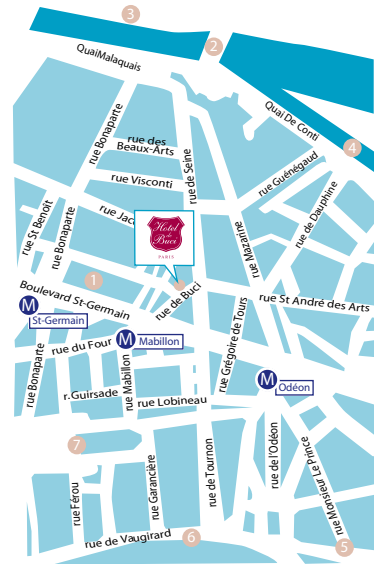 3
2
QuaiMalaquais
Quai De Conti
4
rue Bonaparte
rue des
Beaux-Arts
rue de Seine
rue Guénégaud
rue Visconti
rue de Dauphine
rue Jac
rue St Benoît
rue Bonaparte
Hotel
de
Buci
PARIS
rue Mazarine
1
Boulevard St-Germain
rue de Buci
rue St André des Arts
M
St-Germain
rue du Four
M
Mabillon
rue Grégoire de Tours
rue Bonaparte
r.Guirsade
rue Mabillon
rue Lobineau
M
Odéon
7
rue Férou
rue Garancière
rue de Tournon
rue de l'Odéon
rue Monsieur Le Prince
rue de Vaugirard
6
5